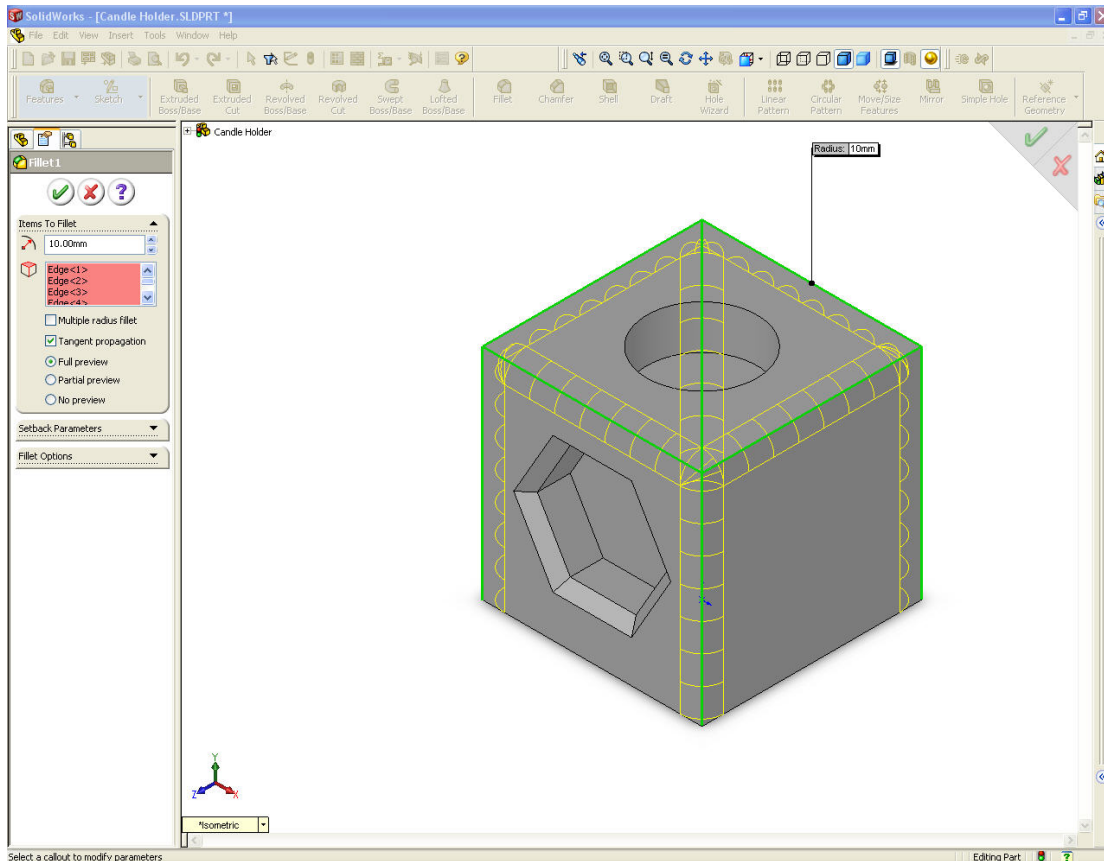 SolidWorks - [Candle Holder.SLDPRT *]
File Edit View Insert Tools Window Help
Features Sketch Extruded Boss/Base Extruded Cut Revolved Boss/Base Revolved Cut Swept Boss/Base Lofted Boss/Base Fillet Chamfer Shell Draft Hole Wizard Linear Pattern Circular Pattern Move/Size Features Mirror Simple Hole Reference Geometry
Candle Holder
Radius: 10mm
Fillet1
Items To Fillet
10.00mm
Edge<1>
Edge<2>
Edge<3>
Edge<4>
Multiple radius fillet
Tangent propagation
Full preview
Partial preview
No preview
Setback Parameters
Fillet Options
Y
Z
X
*Isometric
Select a callout to modify parameters
Editing Part